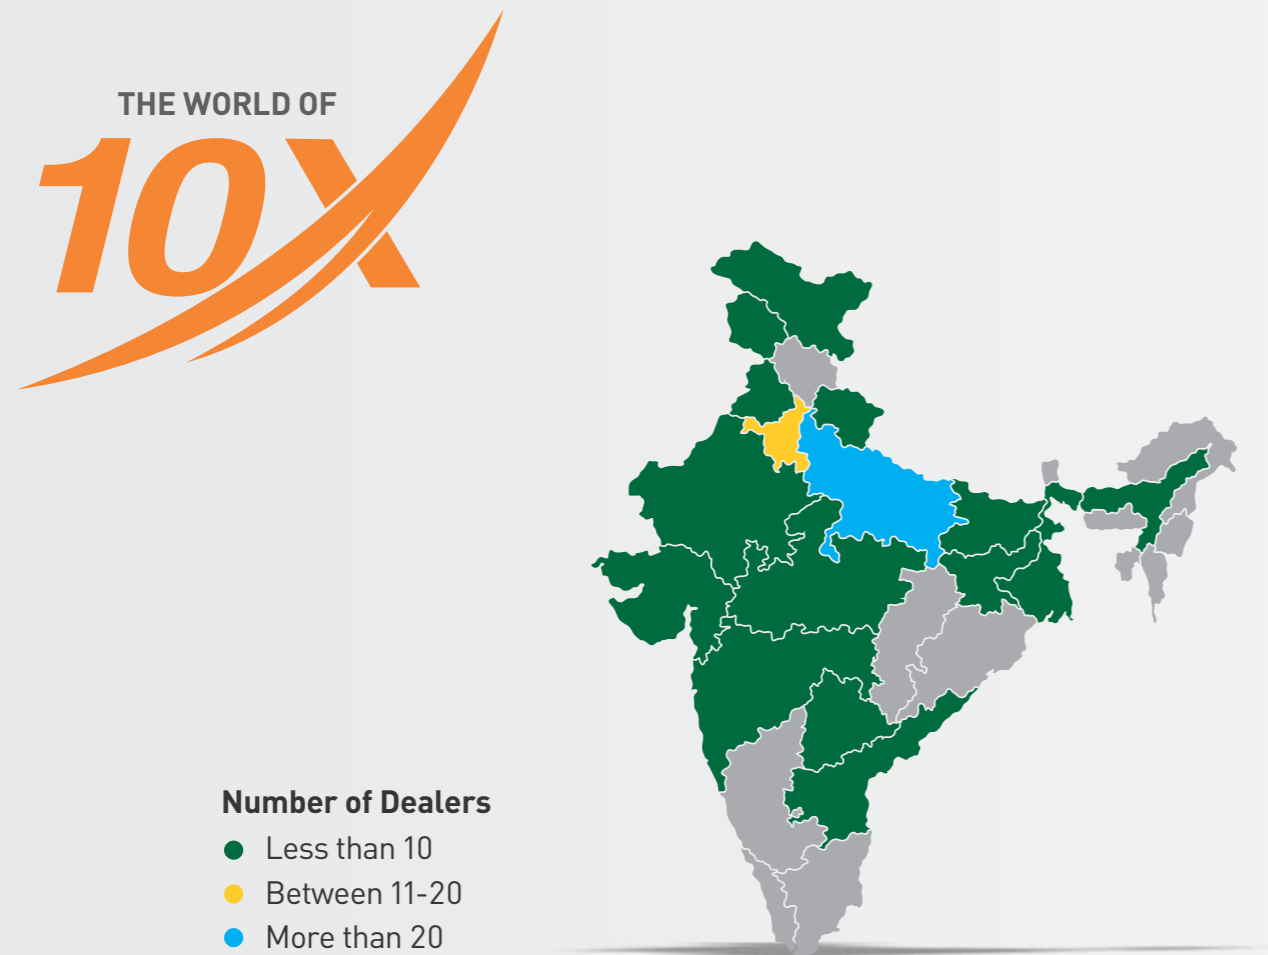 THE WORLD OF
10X
Number of Dealers
Less than 10
Between 11-20
More than 20